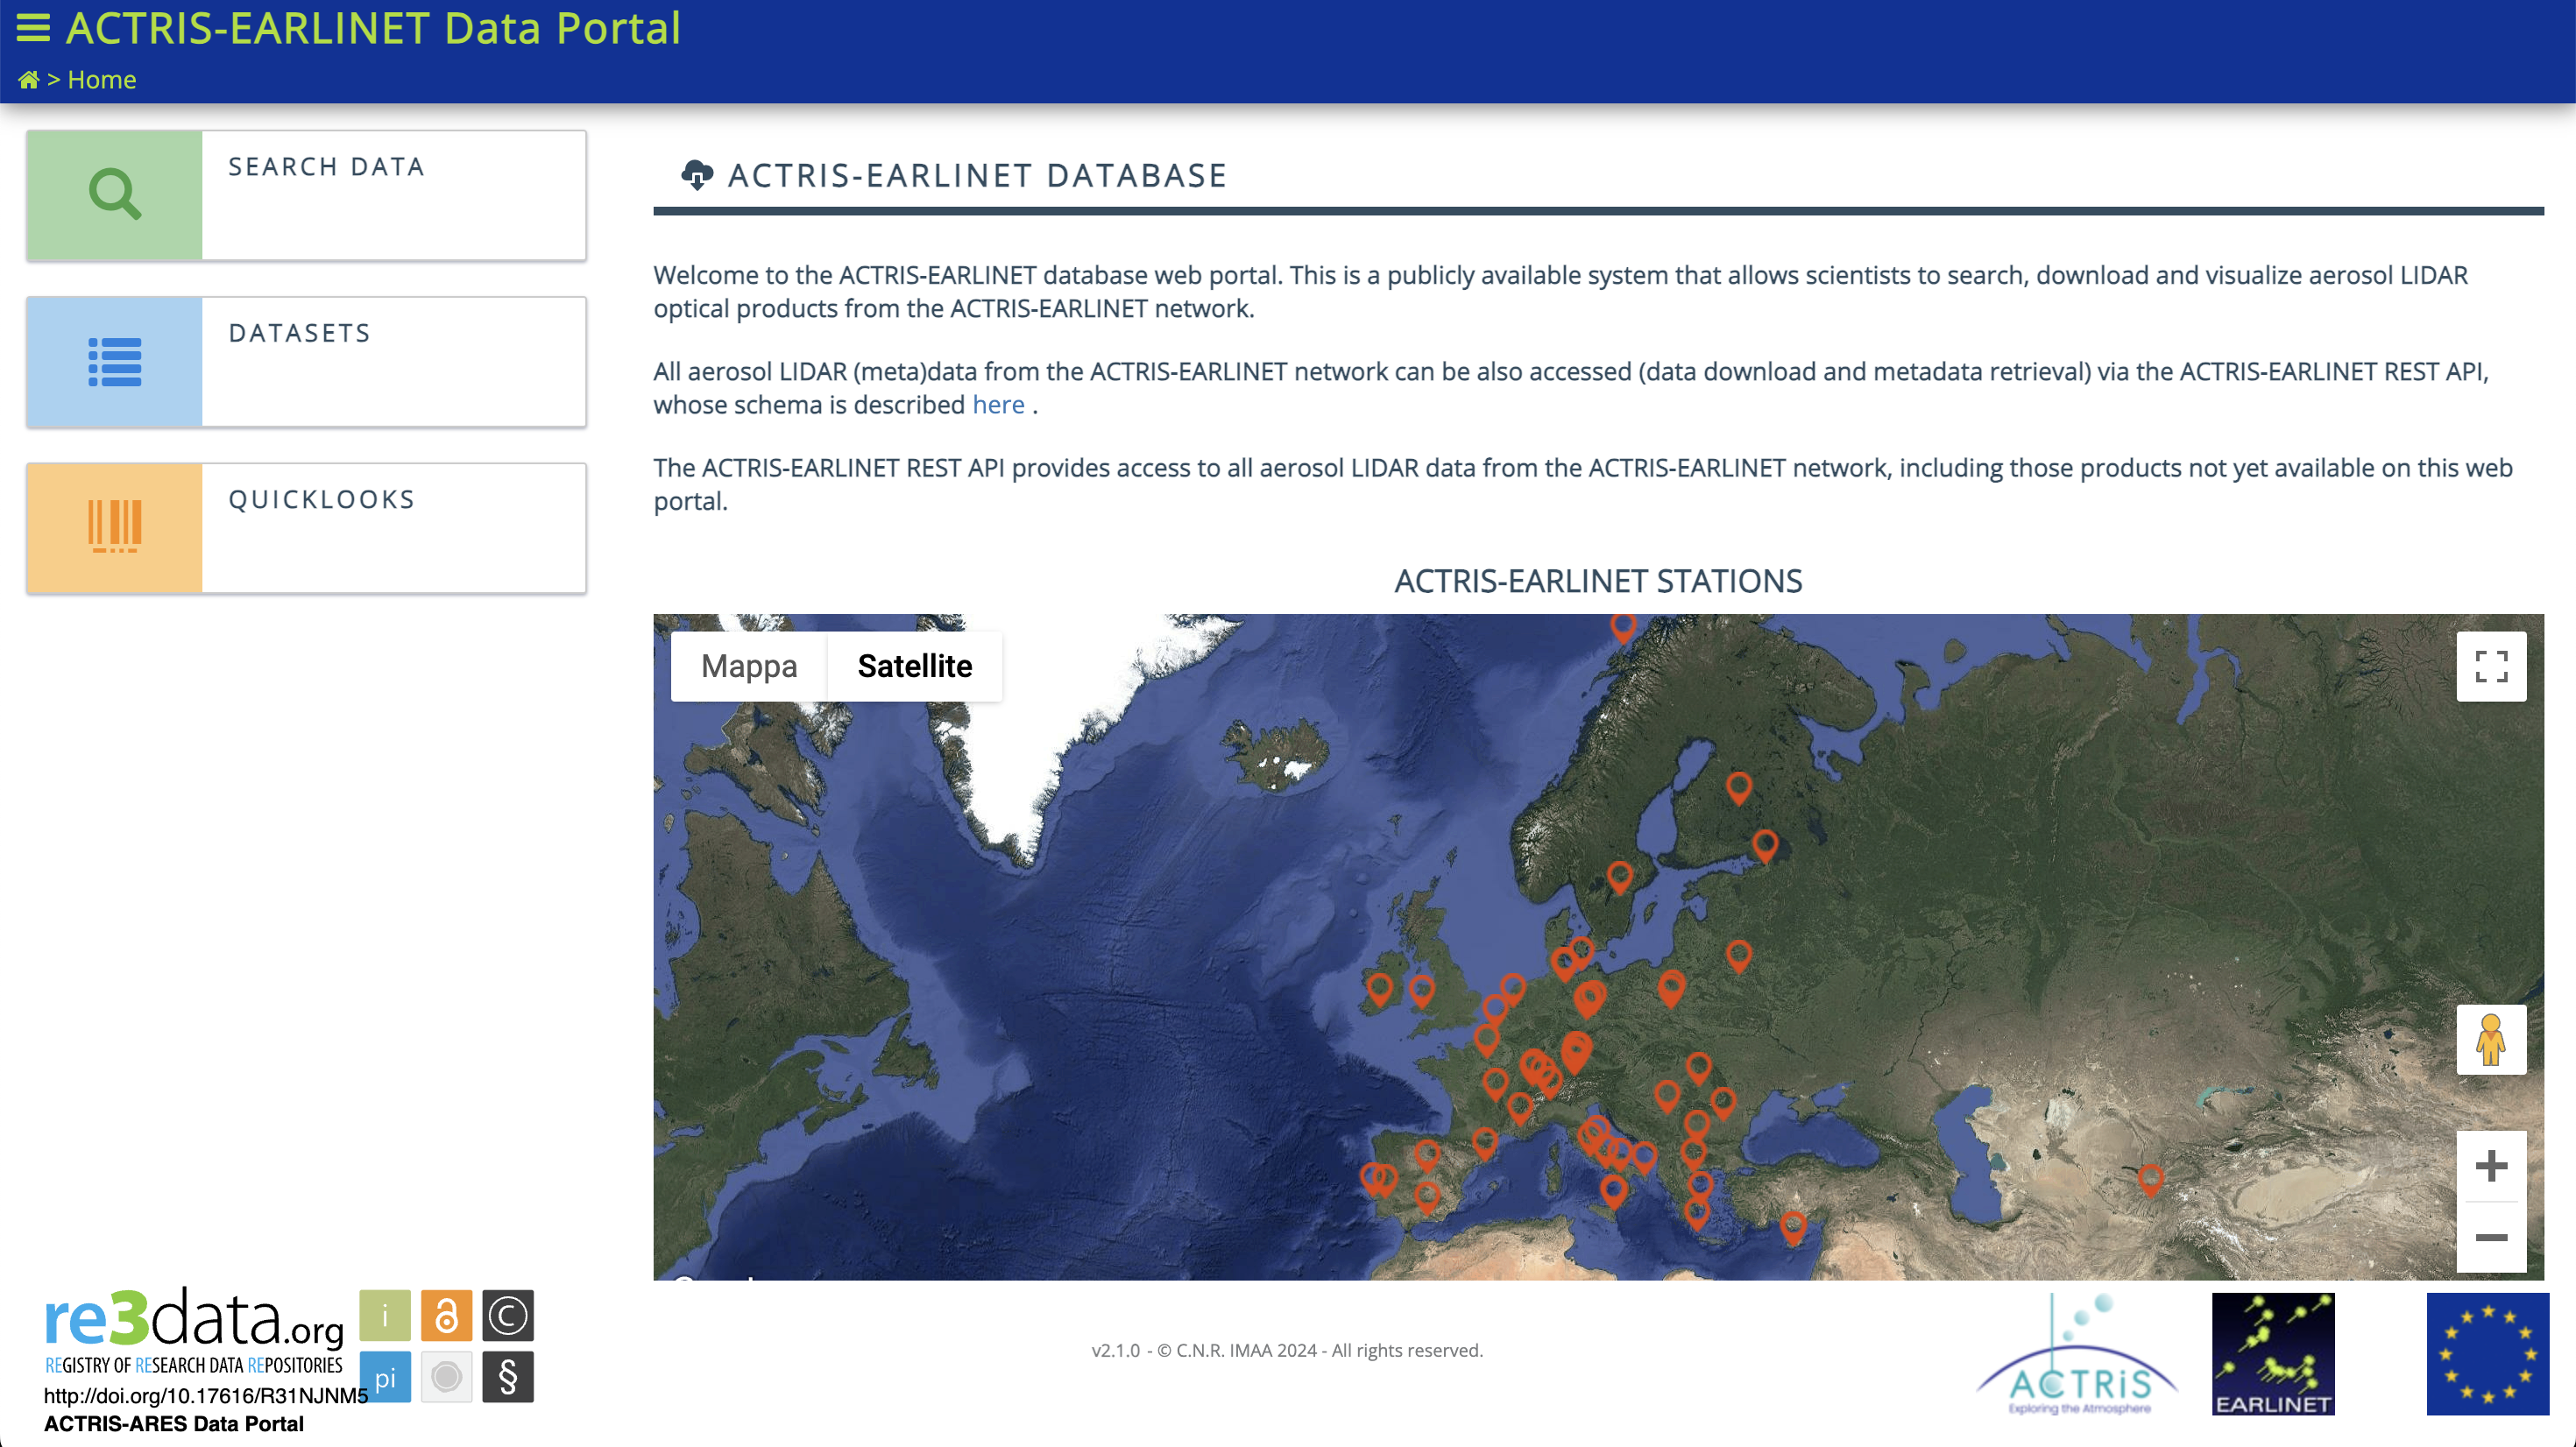 ACTRIS-EARLINET Data Portal
> Home
SEARCH DATA
DATASETS
QUICKLOOKS
ACTRIS-EARLINET DATABASE
Welcome to the ACTRIS-EARLINET database web portal. This is a publicly available system that allows scientists to search, download and visualize aerosol LIDAR
optical products from the ACTRIS-EARLINET network.
All aerosol LIDAR (meta)data from the ACTRIS-EARLINET network can be also accessed (data download and metadata retrieval) via the ACTRIS-EARLINET REST API,
whose schema is described here .
The ACTRIS-EARLINET REST API provides access to all aerosol LIDAR data from the ACTRIS-EARLINET network, including those products not yet available on this web
portal.
ACTRIS-EARLINET STATIONS
Mappa Satellite
re3data.org
REGISTRY OF RESEARCH DATA REPOSITORIES
i
©
pi
§
http://doi.org/10.17616/R31NJNM5
ACTRIS-ARES Data Portal
v2.1.0 - © C.N.R. IMAA 2024 - All rights reserved.
ACTRiS
Exploring the Atmosphere
EARLINET